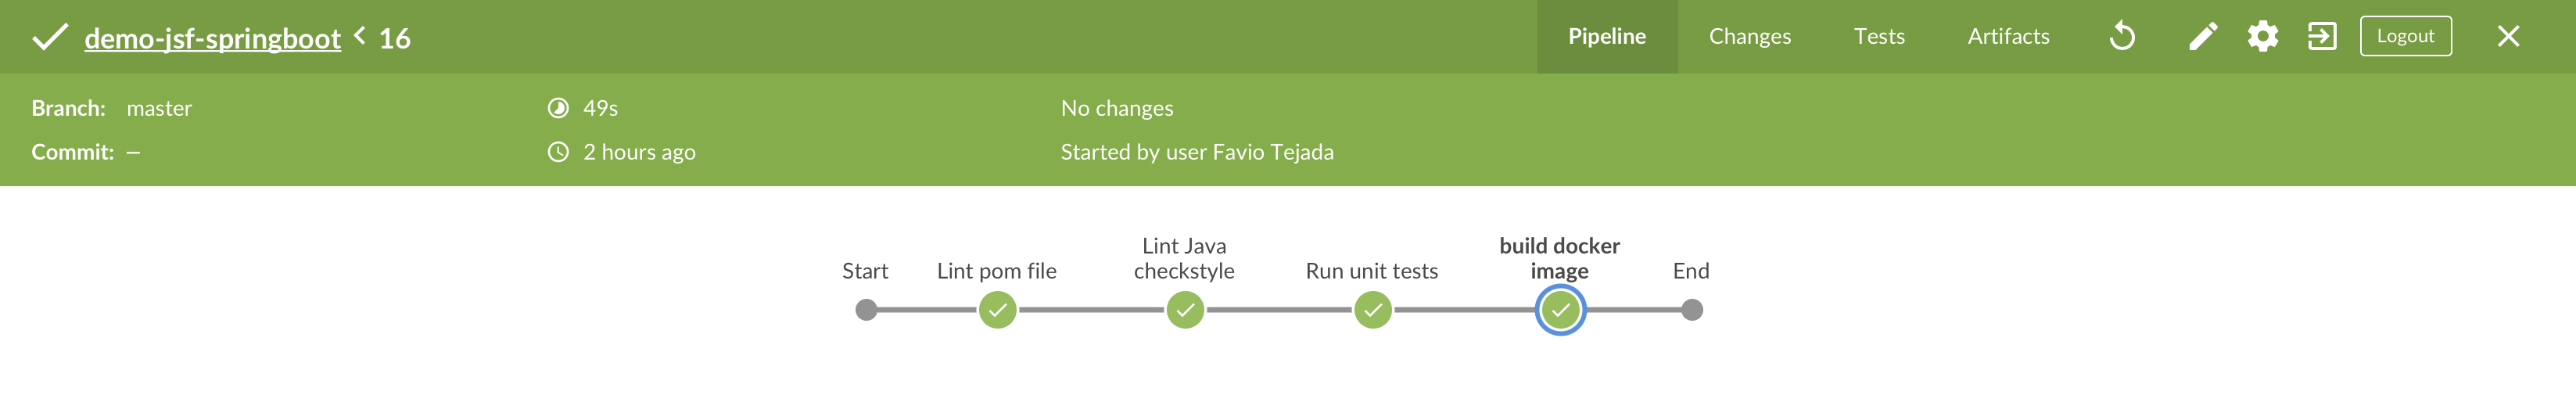 demo-jsf-springboot < 16
Pipeline
Changes
Tests
Artifacts
Logout
Branch: master
49s
No changes
Commit: –
2 hours ago
Started by user Favio Tejada
Start
Lint pom file
Lint Java
checkstyle
Run unit tests
build docker
image
End